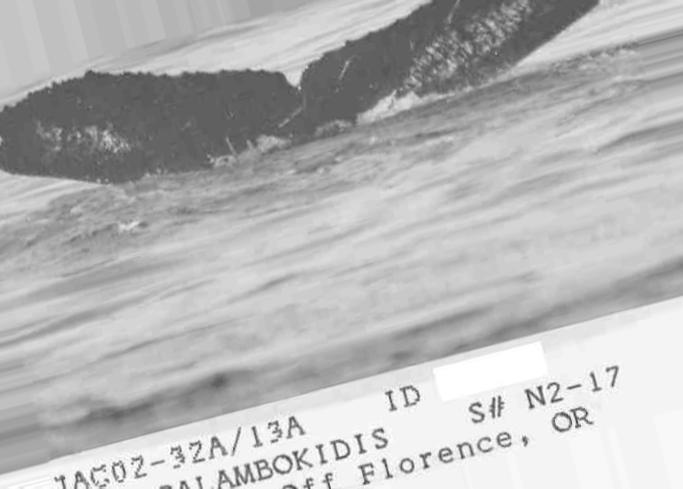 JAC02-32A/13A ID
CALAMBOKIDIS S# N2-17
Off Florence, OR